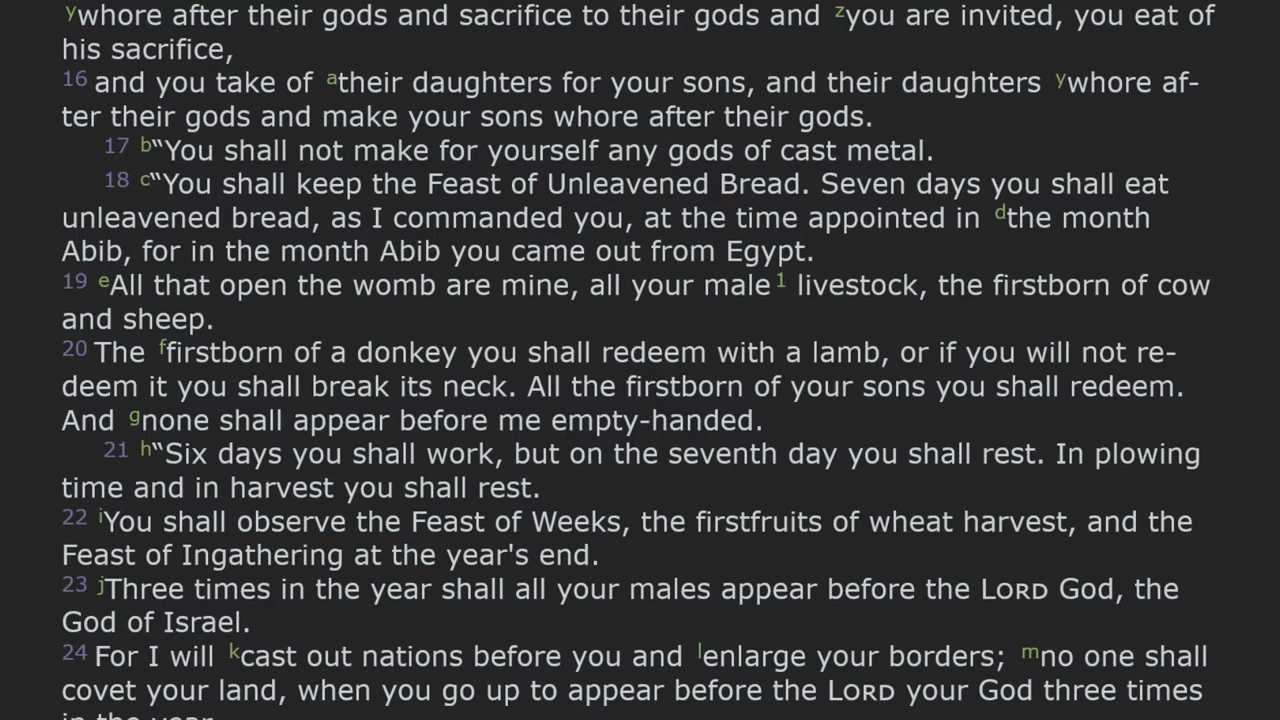 ywhore after their gods and sacrifice to their gods and zyou are invited, you eat of
his sacrifice,
16 and you take of atheir daughters for your sons, and their daughters ywhore af-
ter their gods and make your sons whore after their gods.
17 b“You shall not make for yourself any gods of cast metal.
18 c“You shall keep the Feast of Unleavened Bread. Seven days you shall eat
unleavened bread, as I commanded you, at the time appointed in dthe month
Abib, for in the month Abib you came out from Egypt.
19 eAll that open the womb are mine, all your male1 livestock, the firstborn of cow
and sheep.
20 The ffirstborn of a donkey you shall redeem with a lamb, or if you will not re-
deem it you shall break its neck. All the firstborn of your sons you shall redeem.
And gnone shall appear before me empty-handed.
21 h“Six days you shall work, but on the seventh day you shall rest. In plowing
time and in harvest you shall rest.
22 iYou shall observe the Feast of Weeks, the firstfruits of wheat harvest, and the
Feast of Ingathering at the year's end.
23 jThree times in the year shall all your males appear before the LORD God, the
God of Israel.
24 For I will kcast out nations before you and lenlarge your borders; mno one shall
covet your land, when you go up to appear before the LORD your God three times
in the year.